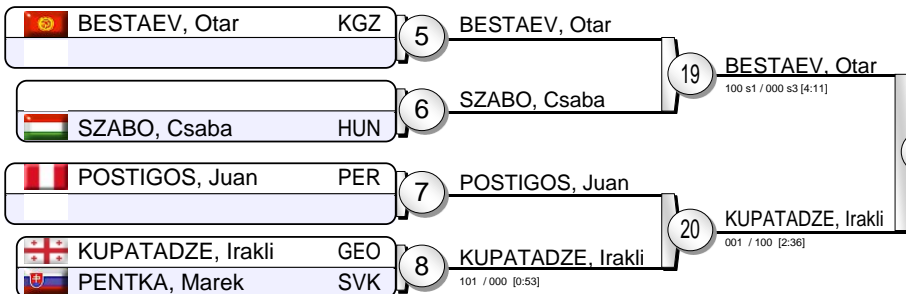 BESTAEV, Otar KGZ
5
BESTAEV, Otar
19
BESTAEV, Otar
100 s1 / 000 s3 [4:11]
6
SZABO, Csaba
SZABO, Csaba HUN
POSTIGOS, Juan PER
7
POSTIGOS, Juan
20
KUPATADZE, Irakli
001 / 100 [2:36]
KUPATADZE, Irakli GEO
8
KUPATADZE, Irakli
101 / 000 [0:53]
PENTKA, Marek SVK